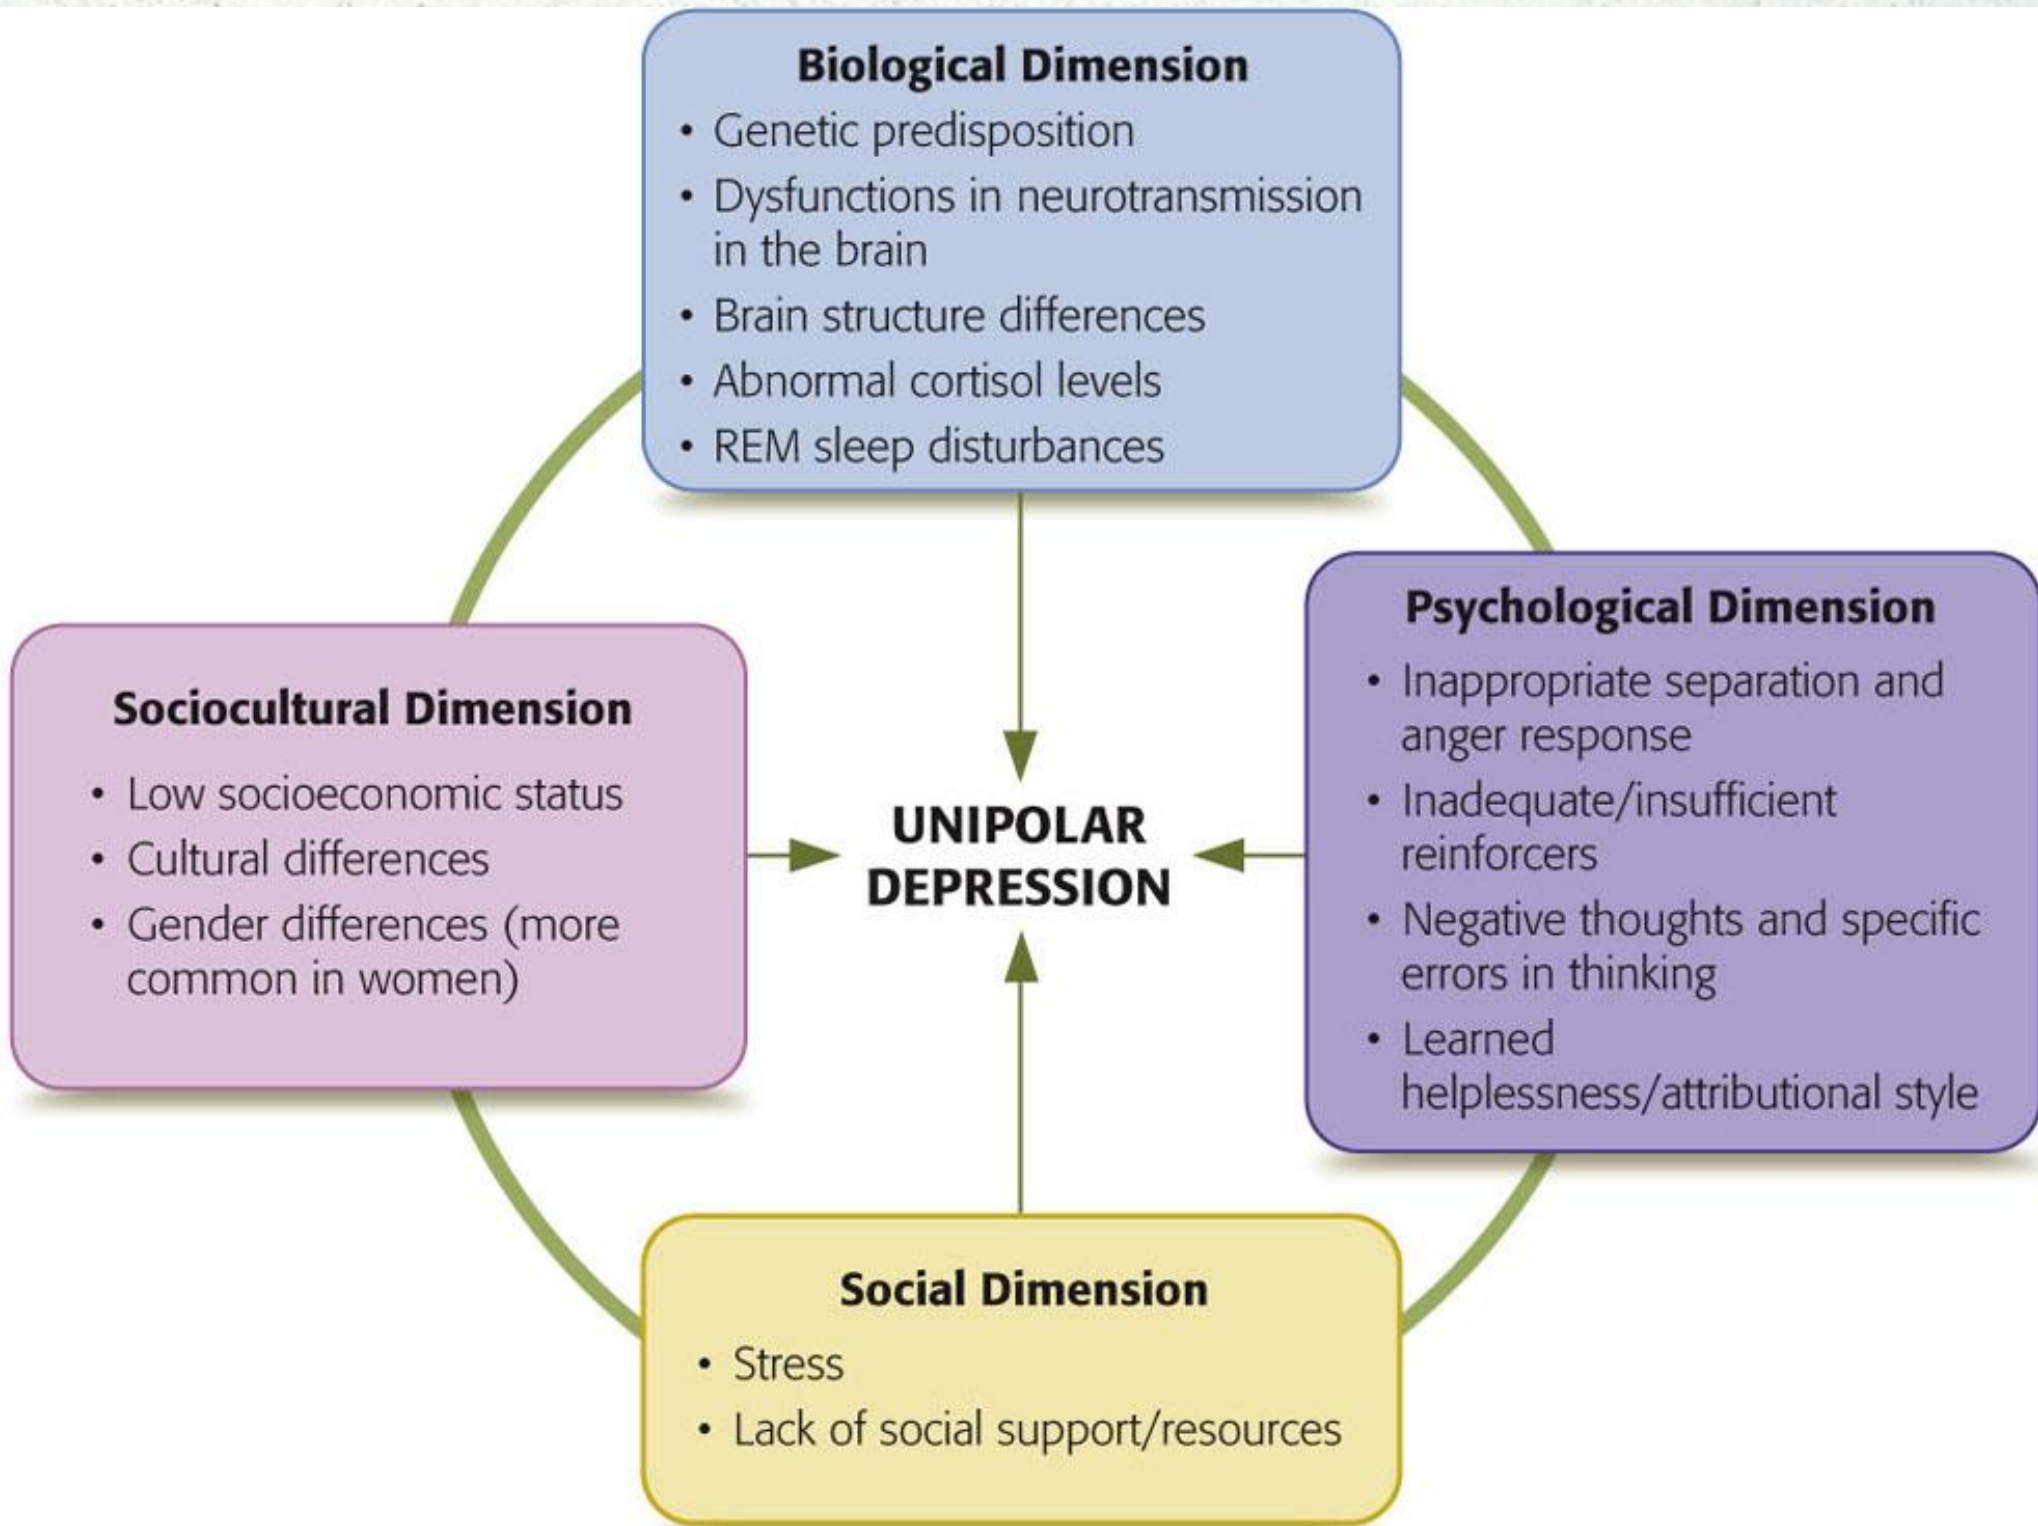 Biological Dimension
• Genetic predisposition
• Dysfunctions in neurotransmission
in the brain
• Brain structure differences
• Abnormal cortisol levels
• REM sleep disturbances
Psychological Dimension
• Inappropriate separation and
anger response
• Inadequate/insufficient
reinforcers
• Negative thoughts and specific
errors in thinking
• Learned
helplessness/attributional style
Sociocultural Dimension
• Low socioeconomic status
• Cultural differences
• Gender differences (more
common in women)
UNIPOLAR
DEPRESSION
Social Dimension
• Stress
• Lack of social support/resources